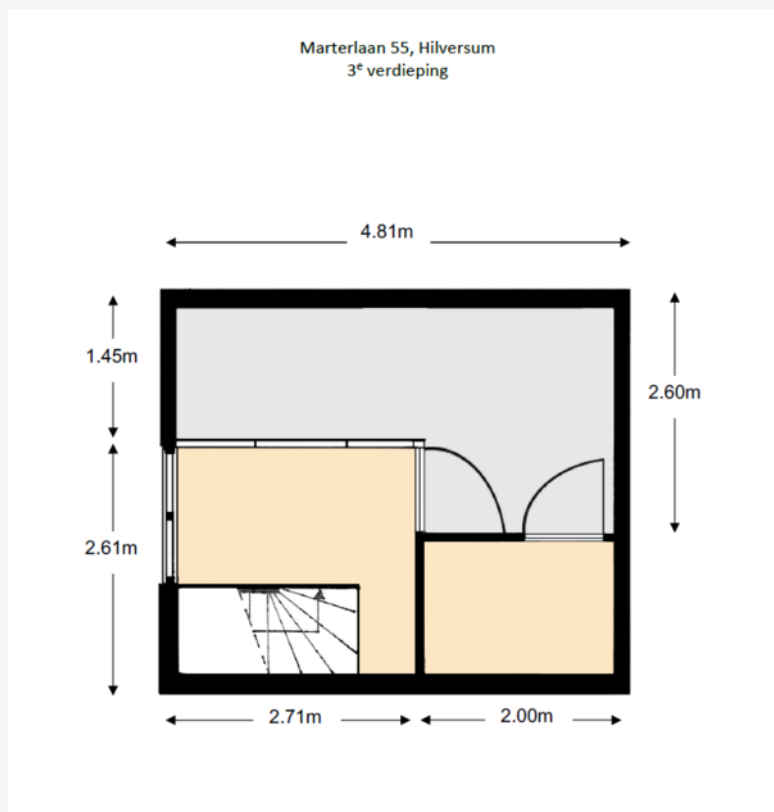 Marterlaan 55, Hilversum
3e verdieping
4.81m
1.45m
2.60m
2.61m
2.71m
2.00m